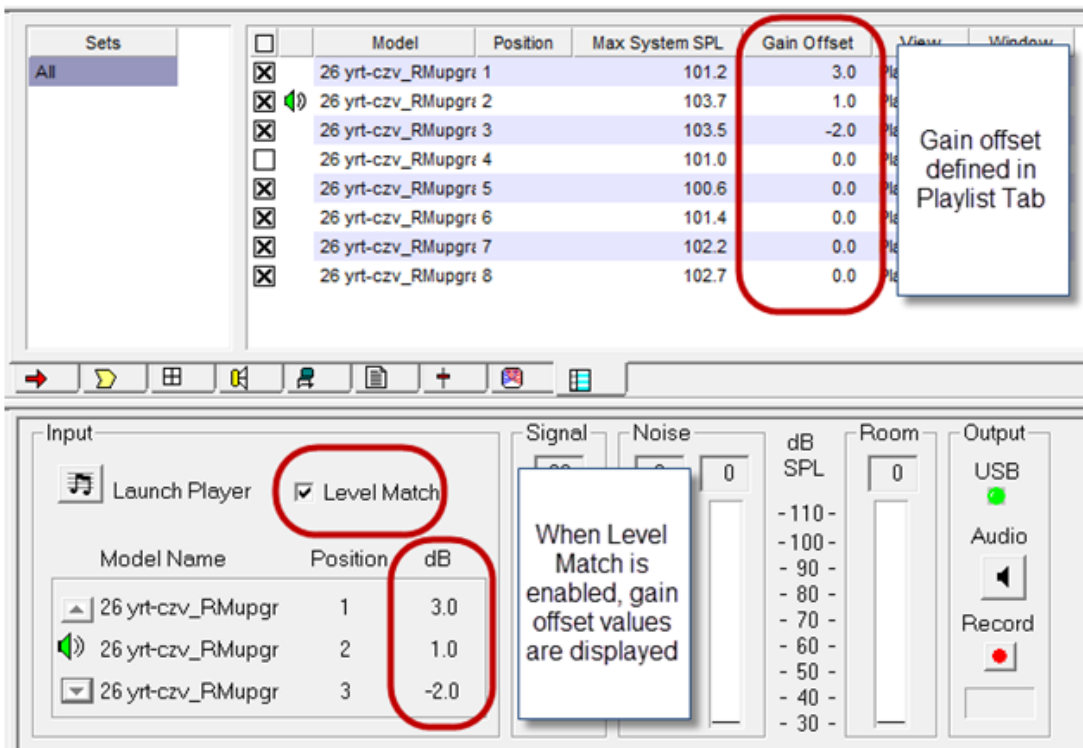 Sets
Model Position Max System SPL Gain Offset View Window
All
26 yrt-czv_RMupgra 1 101.2 3.0
26 yrt-czv_RMupgra 2 103.7 1.0
26 yrt-czv_RMupgra 3 103.5 -2.0
26 yrt-czv_RMupgra 4 101.0 0.0
26 yrt-czv_RMupgra 5 100.6 0.0
26 yrt-czv_RMupgra 6 101.4 0.0
26 yrt-czv_RMupgra 7 102.2 0.0
26 yrt-czv_RMupgra 8 102.7 0.0
Gain offset
defined in
Playlist Tab
Input
Launch Player
Level Match
Model Name Position dB
26 yrt-czv_RMupgr 1 3.0
26 yrt-czv_RMupgr 2 1.0
26 yrt-czv_RMupgr 3 -2.0
Signal
Noise
0
When Level
Match is
enabled, gain
offset values
are displayed
dB
SPL
- 110 -
- 100 -
- 90 -
- 80 -
- 70 -
- 60 -
- 50 -
- 40 -
- 30 -
Room
0
Output
USB
Audio
Record